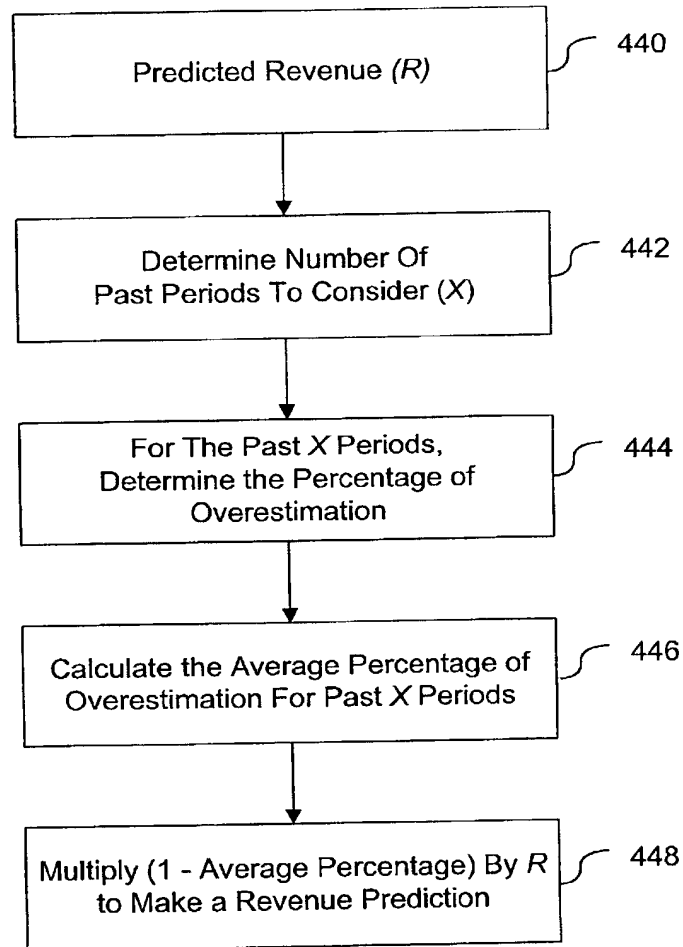 Predicted Revenue (R)
440
Determine Number Of
Past Periods To Consider (X)
442
For The Past X Periods,
Determine the Percentage of
Overestimation
444
Calculate the Average Percentage of
Overestimation For Past X Periods
446
Multiply (1 - Average Percentage) By R
to Make a Revenue Prediction
448